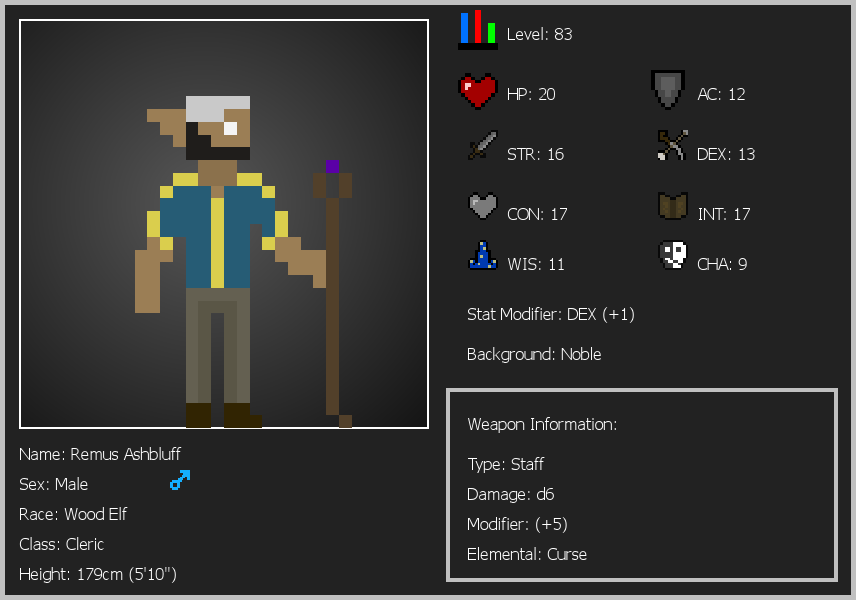 Level: 83
HP: 20
AC: 12
STR: 16
DEX: 13
CON: 17
INT: 17
WIS: 11
CHA: 9
Stat Modifier: DEX (+1)
Background: Noble
Weapon Information:
Type: Staff
Damage: d6
Modifier: (+5)
Elemental: Curse
Name: Remus Ashbluff
Sex: Male
Race: Wood Elf
Class: Cleric
Height: 179cm (5'10")